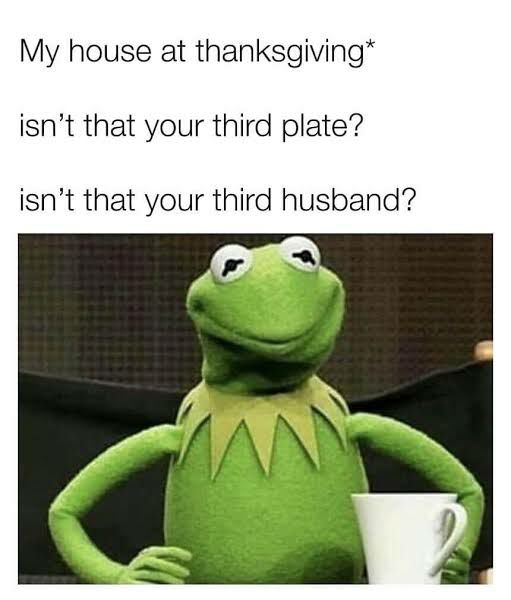 My house at thanksgiving*
isn’t that your third plate?
isn’t that your third husband?